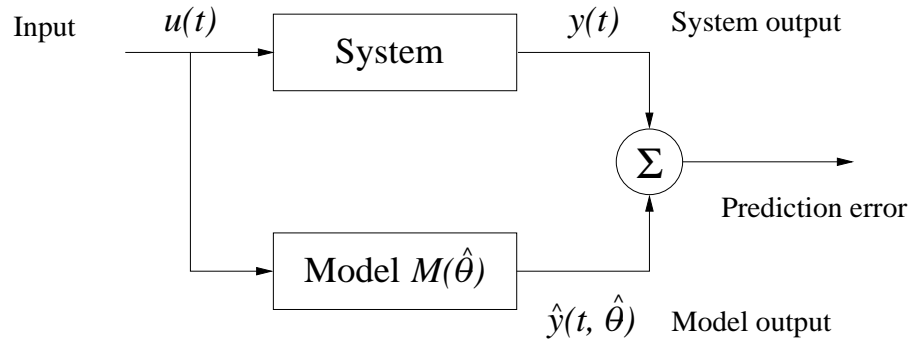 Input
u(t)
System
y(t)
System output
Σ
Prediction error
Model M(θ̂)
ŷ(t, θ̂)
Model output